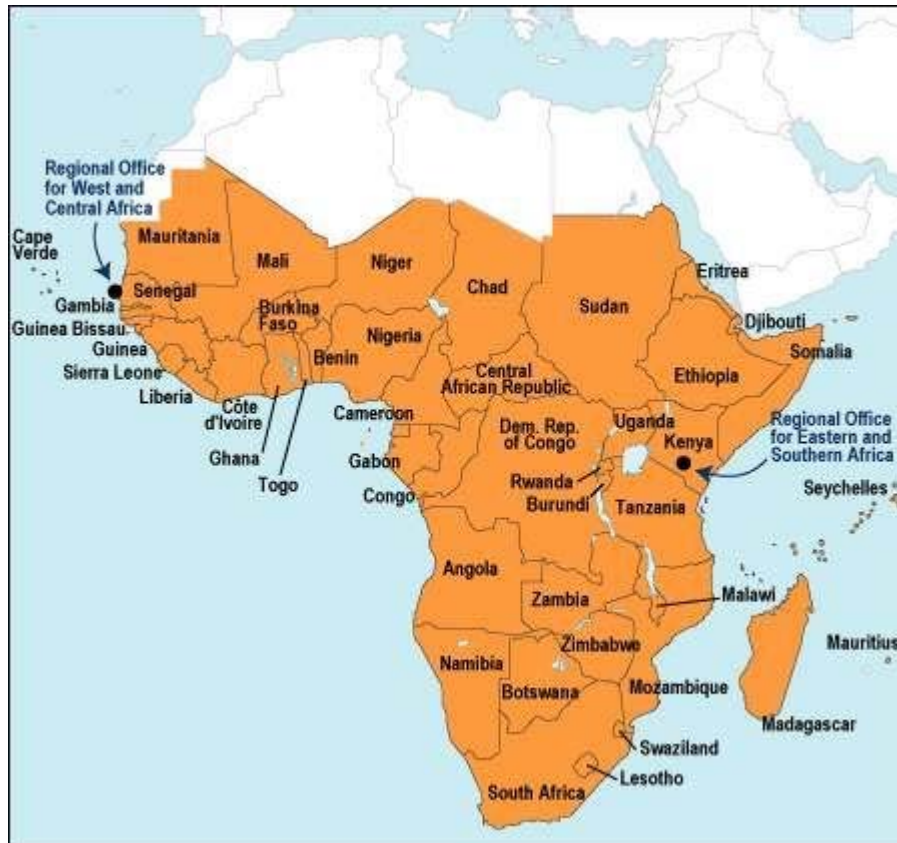 Regional Office
for West and
Central Africa
Cape
Verde
Mauritania
Mali
Niger
Chad
Sudan
Eritrea
Senegal
Gambia
Burkina
Faso
Guinea Bissau
Guinea
Sierra Leone
Liberia
Côte
d'Ivoire
Ghana
Togo
Benin
Nigeria
Cameroon
Central
African Republic
Djibouti
Somalia
Ethiopia
Gabon
Congo
Dem. Rep.
of Congo
Uganda
Kenya
Regional Office
for Eastern and
Southern Africa
Rwanda
Burundi
Tanzania
Seychelles
Angola
Zambia
Malawi
Zimbabwe
Mauritius
Namibia
Botswana
Mozambique
Madagascar
Swaziland
Lesotho
South Africa